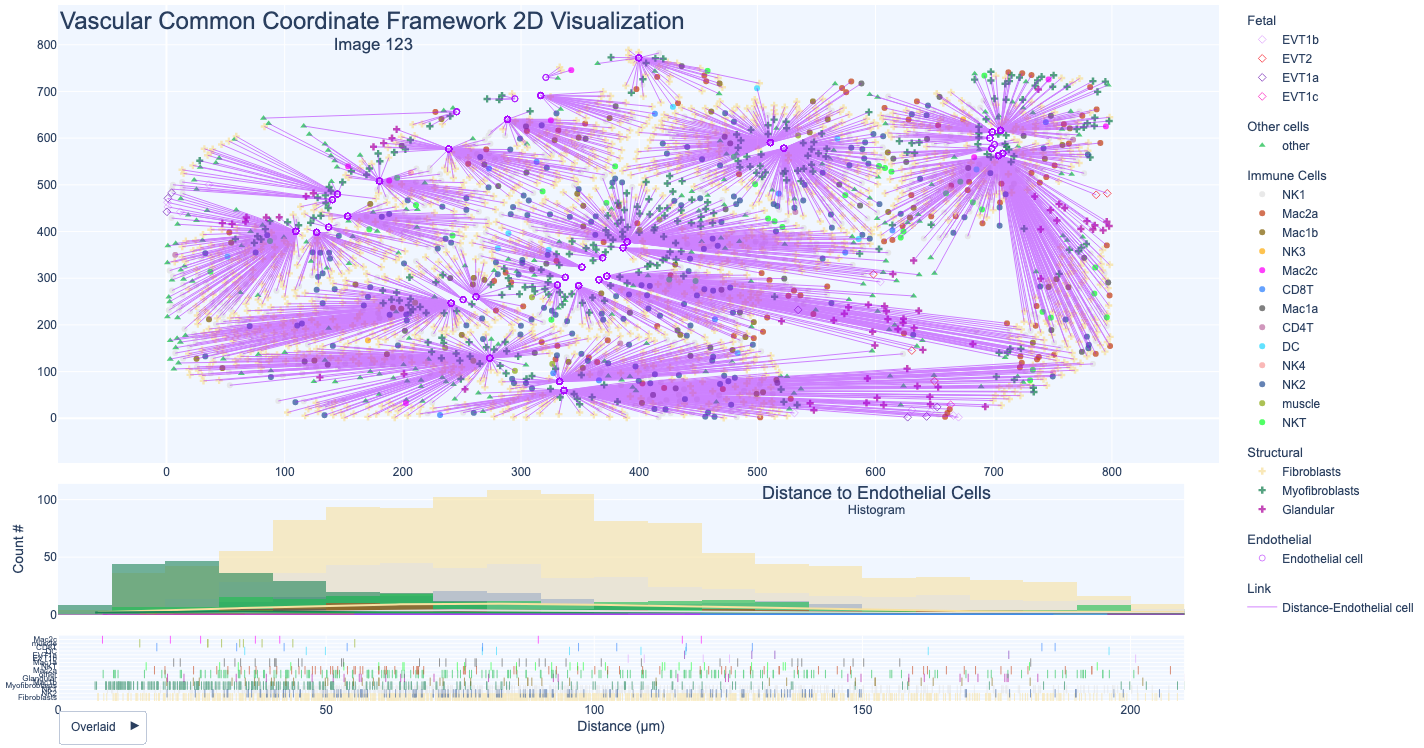 Vascular Common Coordinate Framework 2D Visualization
Image 123
800
700
600
500
400
300
200
100
0
0 100 200 300 400 500 600 700 800
Fetal
EVT1b
EVT2
EVT1a
EVT1c
Other cells
other
Immune Cells
NK1
Mac2a
Mac1b
NK3
Mac2c
CD8T
Mac1a
CD4T
DC
NK4
NK2
muscle
NKT
Structural
Fibroblasts
Myofibroblasts
Glandular
Endothelial
Endothelial cell
Link
Distance-Endothelial cell
Distance to Endothelial Cells
Histogram
Count #
100
50
0
Mac2c
Glandular
Myofibroblasts
Fibroblasts
0 50 100 150 200
Distance (μm)
Overlaid ▶